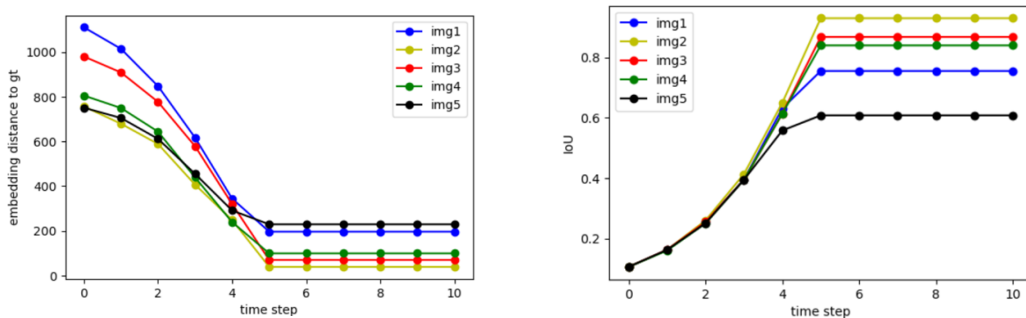 embedding distance to gt
1000
800
600
400
200
0
0 2 4 6 8 10
time step
img1
img2
img3
img4
img5
IoU
0.8
0.6
0.4
0.2
0 2 4 6 8 10
time step
img1
img2
img3
img4
img5